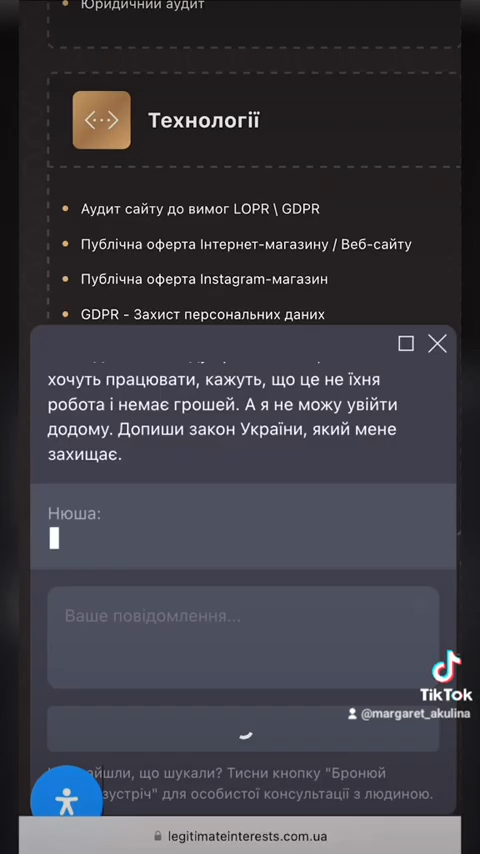 Юридичний аудит
Технології
Аудит сайту до вимог LOPR \ GDPR
Публічна оферта Інтернет-магазину / Веб-сайту
Публічна оферта Instagram-магазин
GDPR - Захист персональних даних
хочуть працювати, кажуть, що це не їхня
робота і немає грошей. А я не можу увійти
додому. Допиши закон України, який мене
захищає.
Нюша:
Ваше повідомлення...
TikTok
@margaret_akulina
що шукали? Тисни кнопку "Бронюй
для особистої консультації з людиною.
legitimateinterests.com.ua